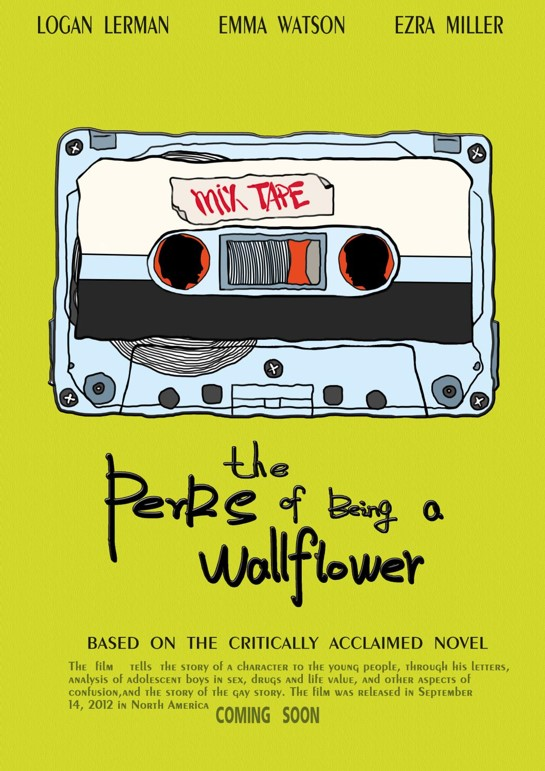 LOGAN LERMAN EMMA WATSON EZRA MILLER
MIX TAPE
the
Perks of Being a
Wallflower
BASED ON THE CRITICALLY ACCLAIMED NOVEL
The film tells the story of a character to the young people, through his letters,
analysis of adolescent boys in sex, drugs and life value, and other aspects of
confusion,and the story of the gay story. The film was released in September
14, 2012 in North America
COMING SOON